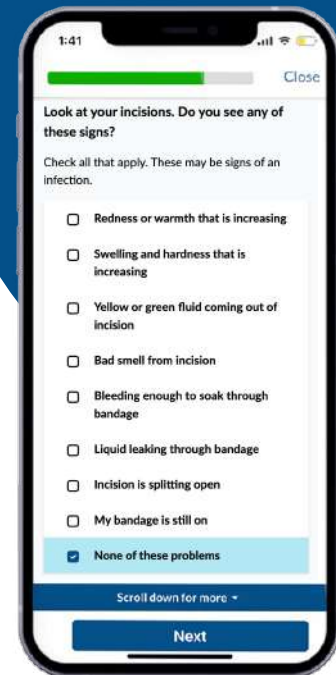 1:41
Close
Look at your incisions. Do you see any of
these signs?
Check all that apply. These may be signs of an
infection.
Redness or warmth that is increasing
Swelling and hardness that is
increasing
Yellow or green fluid coming out of
incision
Bad smell from incision
Bleeding enough to soak through
bandage
Liquid leaking through bandage
Incision is splitting open
My bandage is still on
None of these problems
Scroll down for more
Next